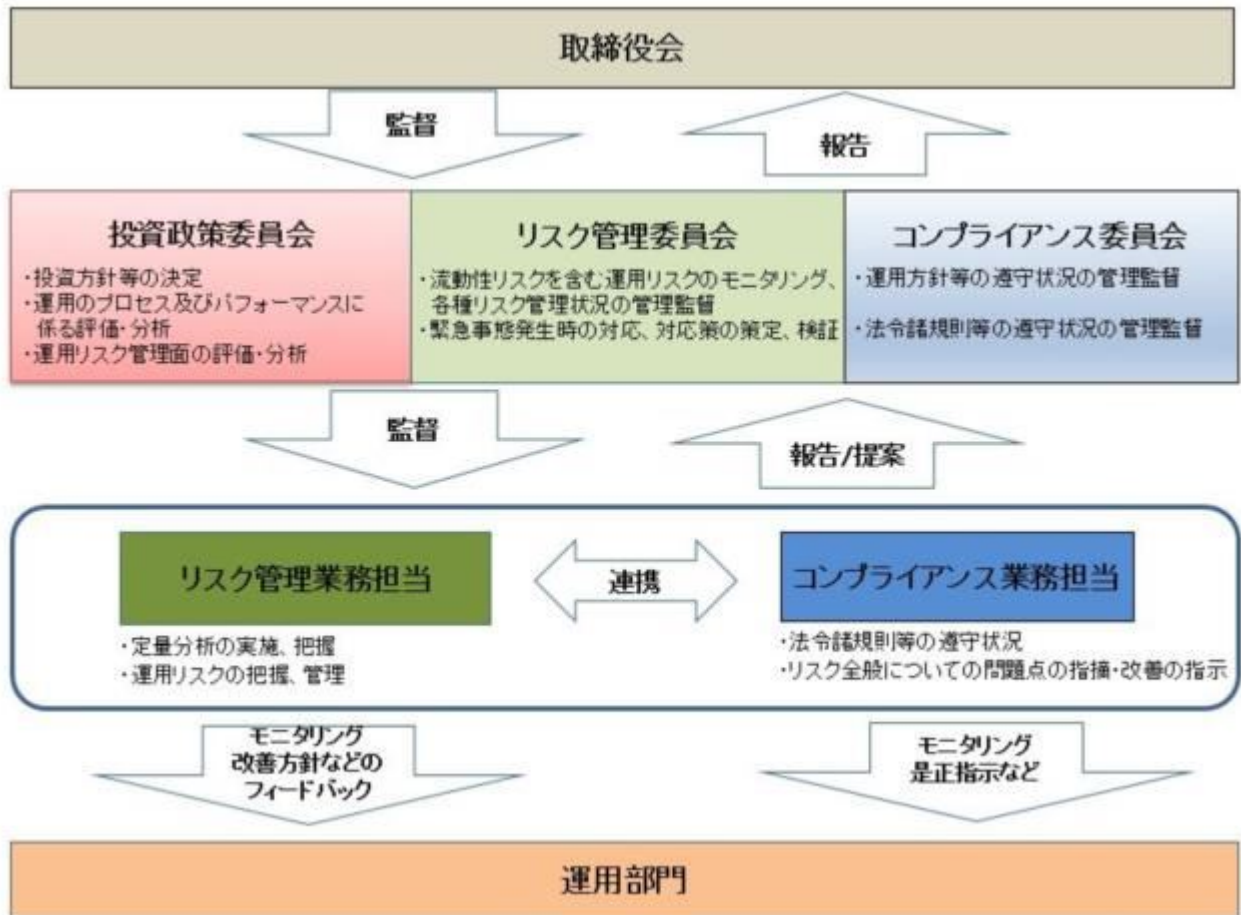 取締役会
監督
報告
投資政策委員会
・投資方針等の決定
・運用のプロセス及びパフォーマンスに
係る評価・分析
・運用リスク管理面の評価・分析
リスク管理委員会
・流動性リスクを含む運用リスクのモニタリング、
各種リスク管理状況の管理監督
・緊急事態発生時の対応、対応策の策定、検証
コンプライアンス委員会
・運用方針等の遵守状況の管理監督
・法令諸規則等の遵守状況の管理監督
監督
報告/提案
リスク管理業務担当
・定量分析の実施、把握
・運用リスクの把握、管理
連携
コンプライアンス業務担当
・法令諸規則等の遵守状況
・リスク全般についての問題点の指摘・改善の指示
モニタリング
改善方針などの
フィードバック
モニタリング
是正指示など
運用部門